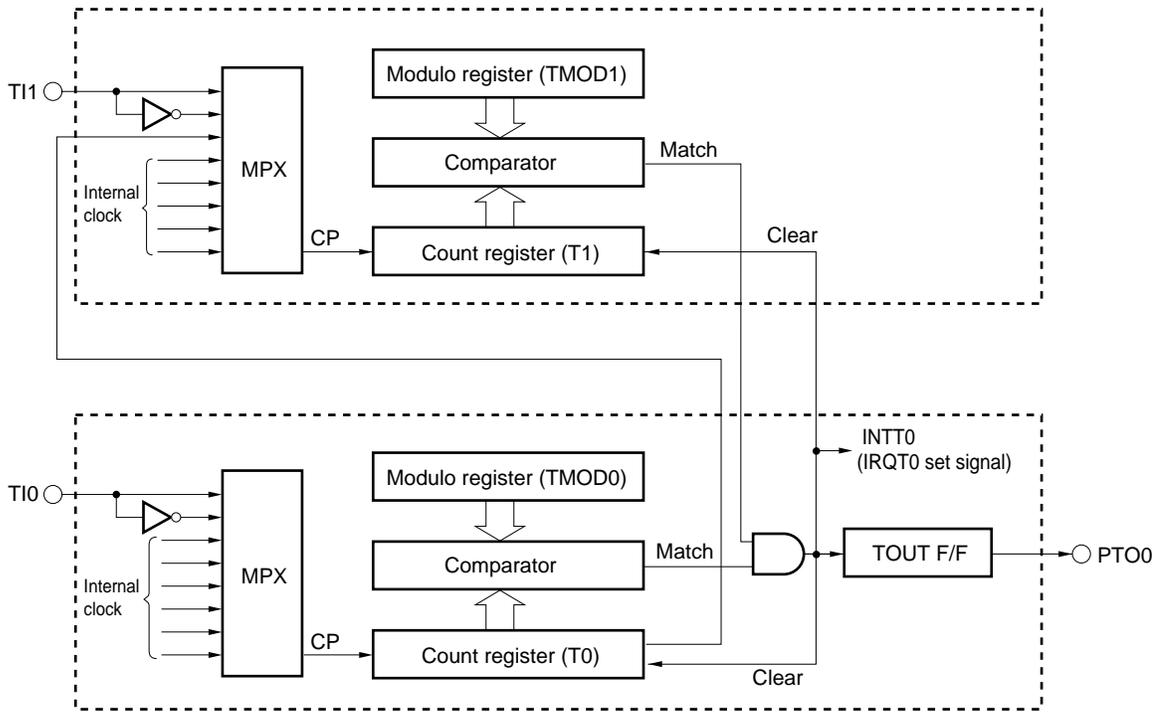 TI1
Internal
clock
MPX
CP
Modulo register (TMOD1)
Comparator
Match
Count register (T1)
Clear
TI0
Internal
clock
MPX
CP
Modulo register (TMOD0)
Comparator
Match
Count register (T0)
Clear
INTT0
(IRQT0 set signal)
TOUT F/F
PTO0